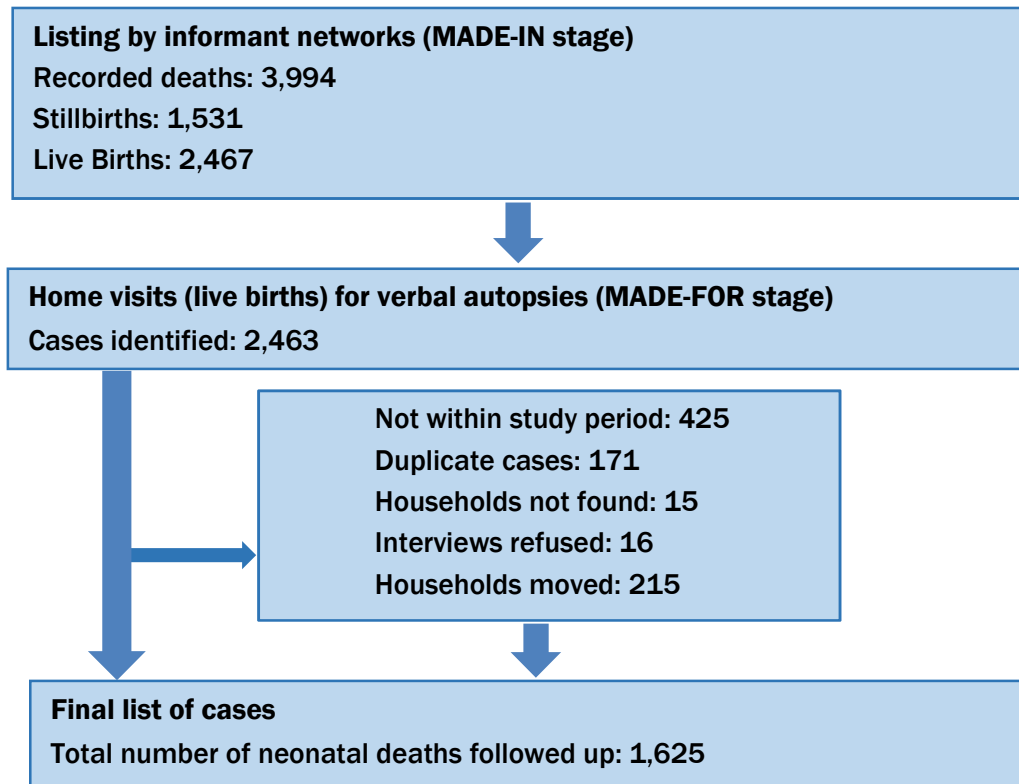 Listing by informant networks (MADE-IN stage)
Recorded deaths: 3,994
Stillbirths: 1,531
Live Births: 2,467
Home visits (live births) for verbal autopsies (MADE-FOR stage)
Cases identified: 2,463
Not within study period: 425
Duplicate cases: 171
Households not found: 15
Interviews refused: 16
Households moved: 215
Final list of cases
Total number of neonatal deaths followed up: 1,625